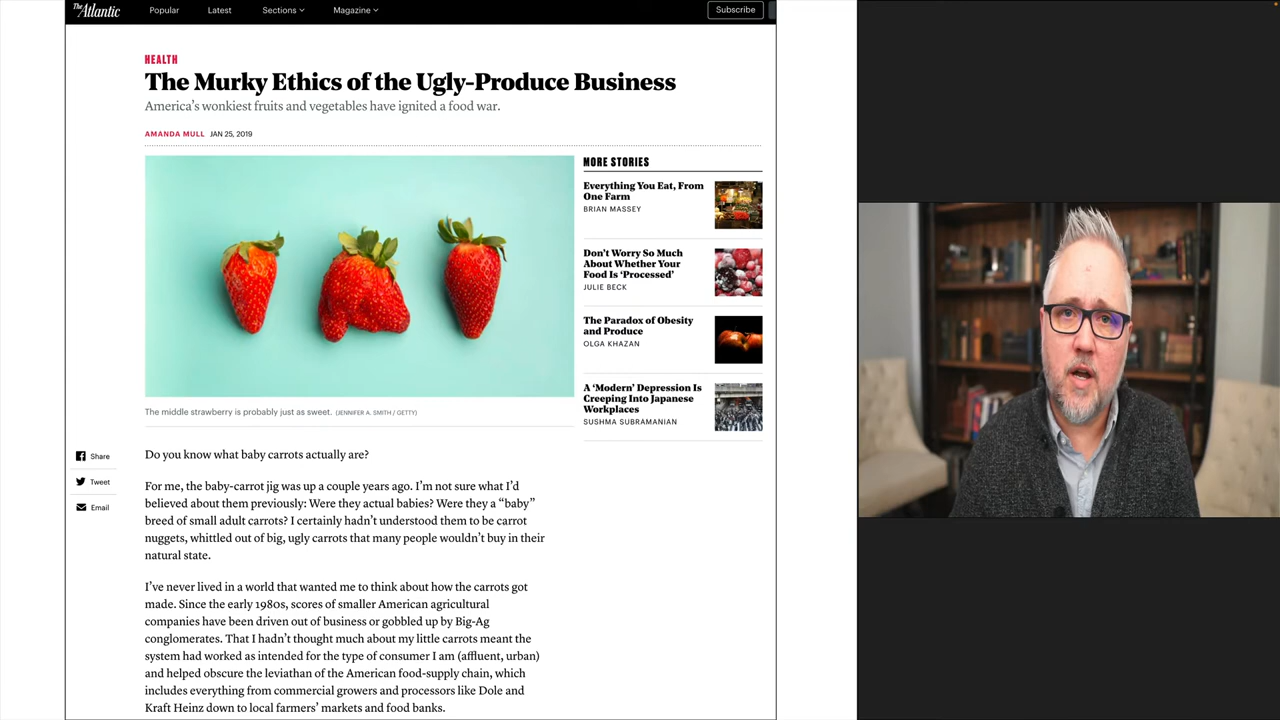 The Atlantic
Popular
Latest
Sections
Magazine
Subscribe
HEALTH
The Murky Ethics of the Ugly-Produce Business
America's wonkiest fruits and vegetables have ignited a food war.
AMANDA MULL JAN 25, 2019
MORE STORIES
Everything You Eat, From
One Farm
BRIAN MASSEY
Don't Worry So Much
About Whether Your
Food Is 'Processed'
JULIE BECK
The Paradox of Obesity
and Produce
OLGA KHAZAN
A 'Modern' Depression Is
Creeping Into Japanese
Workplaces
SUSHMA SUBRAMANIAN
The middle strawberry is probably just as sweet. (JENNIFER A. SMITH / GETTY)
Share
Tweet
Email
Do you know what baby carrots actually are?
For me, the baby-carrot jig was up a couple years ago. I'm not sure what I'd
believed about them previously: Were they actual babies? Were they a “baby”
breed of small adult carrots? I certainly hadn't understood them to be carrot
nuggets, whittled out of big, ugly carrots that many people wouldn't buy in their
natural state.
I've never lived in a world that wanted me to think about how the carrots got
made. Since the early 1980s, scores of smaller American agricultural
companies have been driven out of business or gobbled up by Big-Ag
conglomerates. That I hadn't thought much about my little carrots meant the
system had worked as intended for the type of consumer I am (affluent, urban)
and helped obscure the leviathan of the American food-supply chain, which
includes everything from commercial growers and processors like Dole and
Kraft Heinz down to local farmers' markets and food banks.